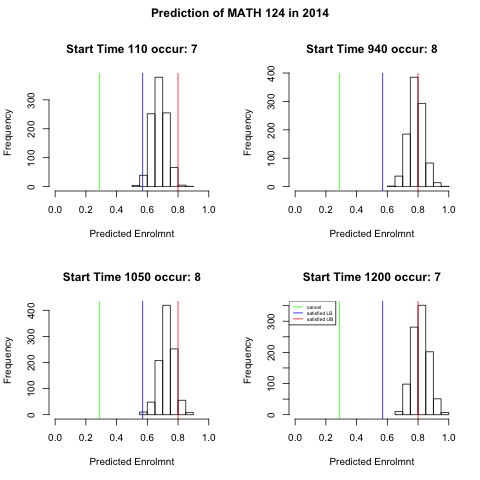 Prediction of MATH 124 in 2014
Start Time 110 occur: 7
Frequency
0 100 200 300
0.0 0.2 0.4 0.6 0.8 1.0
Predicted Enrolmnt
Start Time 940 occur: 8
Frequency
0 100 200 300 400
0.0 0.2 0.4 0.6 0.8 1.0
Predicted Enrolmnt
Start Time 1050 occur: 8
Frequency
0 100 200 300 400
0.0 0.2 0.4 0.6 0.8 1.0
Predicted Enrolmnt
Start Time 1200 occur: 7
cancel
satisfied LB
satisfied UB
Frequency
0 100 200 300
0.0 0.2 0.4 0.6 0.8 1.0
Predicted Enrolmnt